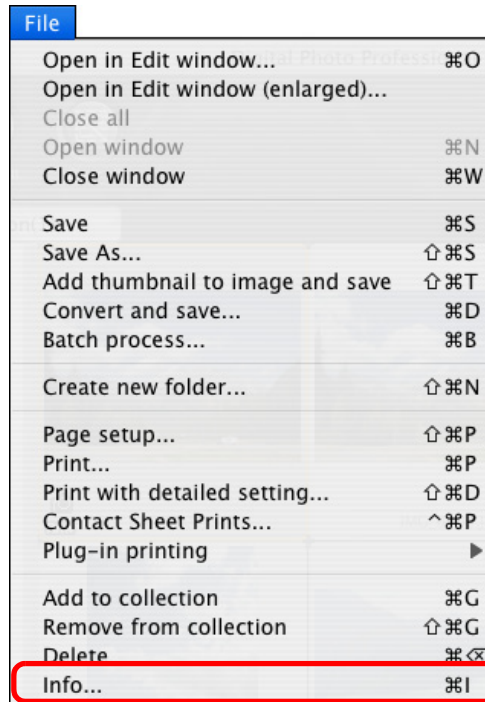 File
Open in Edit window... ⌘O
Open in Edit window (enlarged)...
Close all
Open window ⌘N
Close window ⌘W
Save ⌘S
Save As... ⇧⌘S
Add thumbnail to image and save ⇧⌘T
Convert and save... ⌘D
Batch process... ⌘B
Create new folder... ⇧⌘N
Page setup... ⇧⌘P
Print... ⌘P
Print with detailed setting... ⇧⌘D
Contact Sheet Prints... ^⌘P
Plug-in printing ▶
Add to collection ⌘G
Remove from collection ⇧⌘G
Delete ⌘⌫
Info... ⌘I